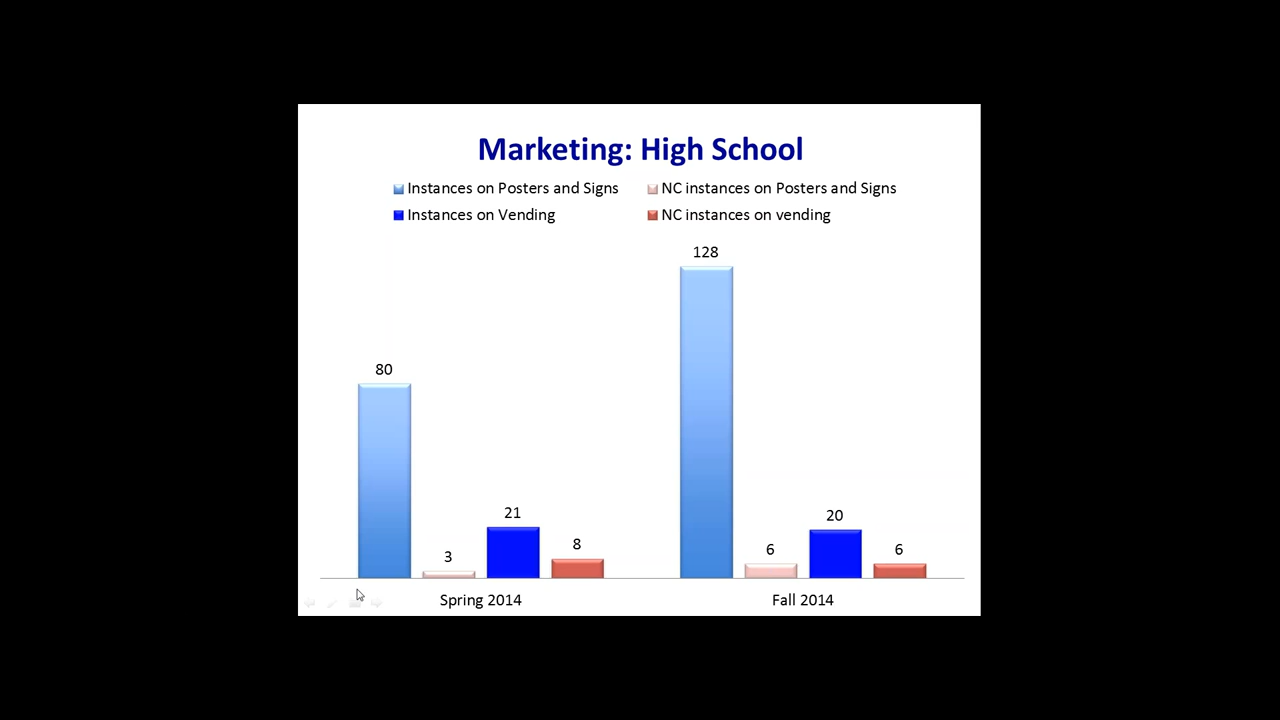 Marketing: High School
Instances on Posters and Signs NC instances on Posters and Signs
Instances on Vending NC instances on vending
128
80
21 20
8
3 6 6
Spring 2014 Fall 2014